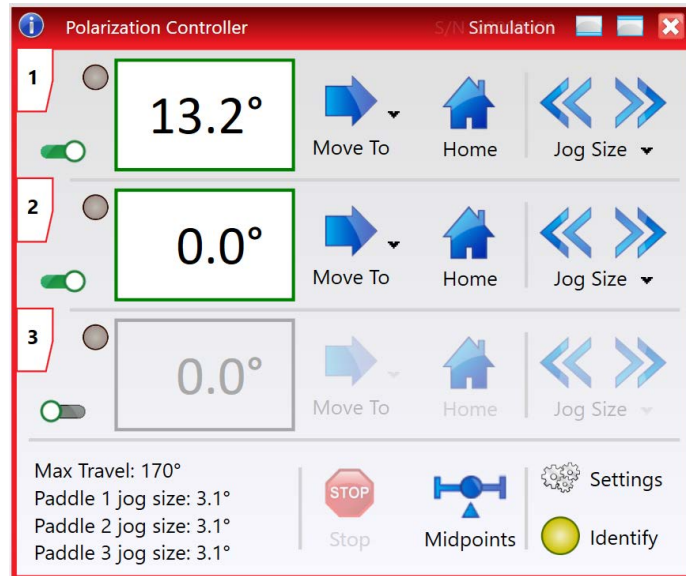 Polarization Controller
Simulation
1
13.2°
Move To
Home
Jog Size
2
0.0°
Move To
Home
Jog Size
3
0.0°
Move To
Home
Jog Size
Max Travel: 170°
Paddle 1 jog size: 3.1°
Paddle 2 jog size: 3.1°
Paddle 3 jog size: 3.1°
STOP
Stop
Midpoints
Settings
Identify